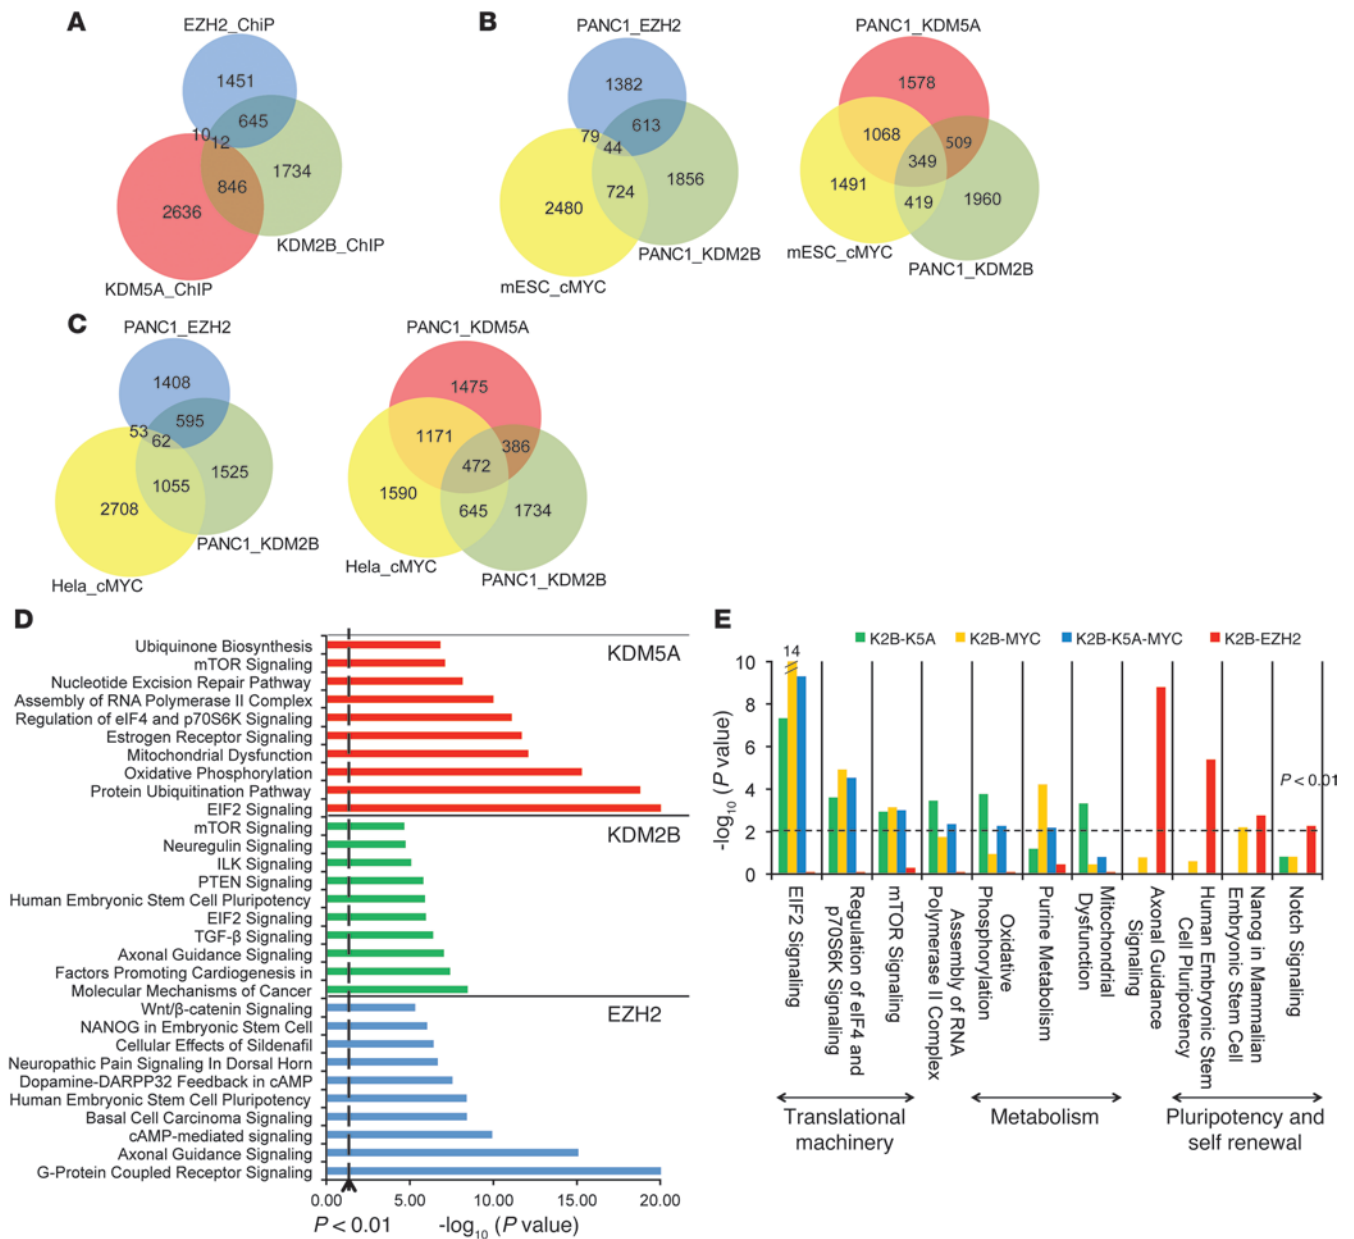 A
EZH2_ChiP
1451
645
10
12
1734
846
2636
KDM2B_ChIP
KDM5A_ChIP
B
PANC1_EZH2
1382
613
79
44
1856
724
2480
PANC1_KDM2B
mESC_cMYC
PANC1_KDM5A
1578
1068
509
349
1491
419
1960
mESC_cMYC
PANC1_KDM2B
C
PANC1_EZH2
1408
595
53
62
1525
1055
2708
PANC1_KDM2B
Hela_cMYC
PANC1_KDM5A
1475
1171
386
472
1590
645
1734
Hela_cMYC
PANC1_KDM2B
D
KDM5A
Ubiquinone Biosynthesis
mTOR Signaling
Nucleotide Excision Repair Pathway
Assembly of RNA Polymerase II Complex
Regulation of eIF4 and p70S6K Signaling
Estrogen Receptor Signaling
Mitochondrial Dysfunction
Oxidative Phosphorylation
Protein Ubiquitination Pathway
EIF2 Signaling
KDM2B
mTOR Signaling
Neuregulin Signaling
ILK Signaling
PTEN Signaling
Human Embryonic Stem Cell Pluripotency
EIF2 Signaling
TGF-β Signaling
Axonal Guidance Signaling
Factors Promoting Cardiogenesis in
Molecular Mechanisms of Cancer
EZH2
Wnt/β-catenin Signaling
NANOG in Embryonic Stem Cell
Cellular Effects of Sildenafil
Neuropathic Pain Signaling In Dorsal Horn
Dopamine-DARPP32 Feedback in cAMP
Human Embryonic Stem Cell Pluripotency
Basal Cell Carcinoma Signaling
cAMP-mediated signaling
Axonal Guidance Signaling
G-Protein Coupled Receptor Signaling
0.00 5.00 10.00 15.00 20.00
P < 0.01
-log10 (P value)
E
K2B-K5A K2B-MYC K2B-K5A-MYC K2B-EZH2
14
10
8
6
4
2
0
-log10 (P value)
P < 0.01
EIF2 Signaling
Regulation of eIF4 and
p70S6K Signaling
mTOR Signaling
Assembly of RNA
Polymerase II Complex
Oxidative
Phosphorylation
Purine Metabolism
Mitochondrial
Dysfunction
Axonal Guidance
Signaling
Human Embryonic Stem
Cell Pluripotency
Nanog in Mammalian
Embryonic Stem Cell
Notch Signaling
Translational
machinery
Metabolism
Pluripotency and
self renewal